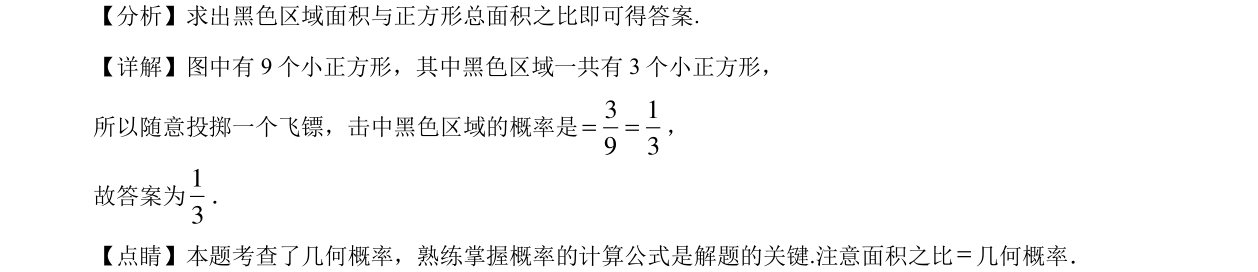 【分析】求出黑色区域面积与正方形总面积之比即可得答案.
【详解】图中有 9 个小正方形，其中黑色区域一共有 3 个小正方形，
所以随意投掷一个飞镖，击中黑色区域的概率是 = 3/9 = 1/3，
故答案为 1/3．
【点睛】本题考查了几何概率，熟练掌握概率的计算公式是解题的关键.注意面积之比＝几何概率．